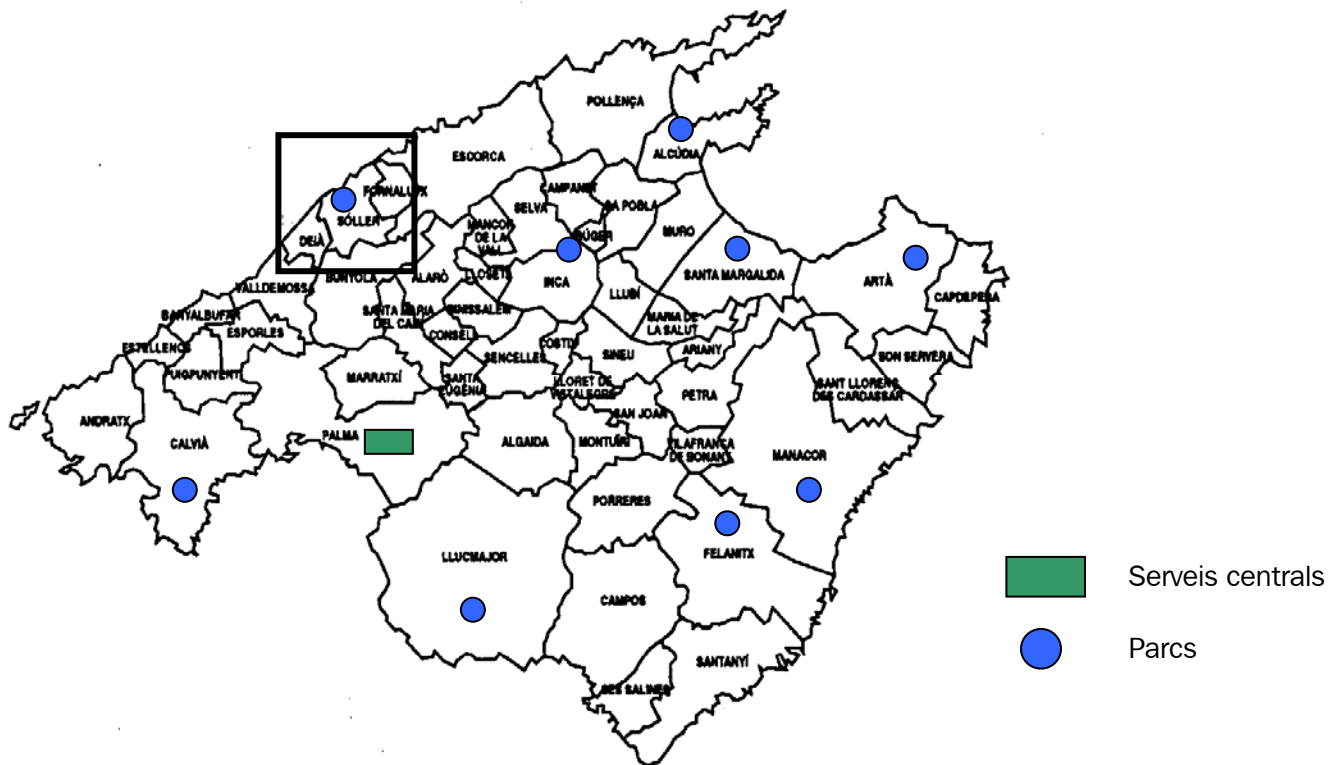 POLLENÇA
ALCÚDIA
ESCORCA
FORNALUTX
SÓLLER
DEIÀ
CAMPANET
SELVA
SA POBLA
MANCOR
DE LA
VALL
BÚGER
MURO
SANTA MARGALIDA
ARTÀ
CAPDEPERA
BUNYOLA
ALARÓ
LLOSETA
INCA
LLUBÍ
VALLDEMOSSA
BANYALBUFAR
ESPORLES
SANTA MARIA
DEL CAMÍ
BINISSALEM
CONSELL
MARIA DE
LA SALUT
ESTELLENCS
PUIGPUNYENT
MARRATXÍ
SENCELLES
COSTITX
SINEU
ARIANY
SON SERVERA
SANTA
EUGÈNIA
LLORET DE
VISTALEGRE
PETRA
SANT LLORENÇ
DES CARDASSAR
SAN JOAN
ANDRATX
CALVIÀ
PALMA
ALGAIDA
MONTUÏRI
VILAFRANCA
DE BONANY
MANACOR
PORRERES
LLUCMAJOR
FELANITX
CAMPOS
SANTANYÍ
SES SALINES
Serveis centrals
Parcs